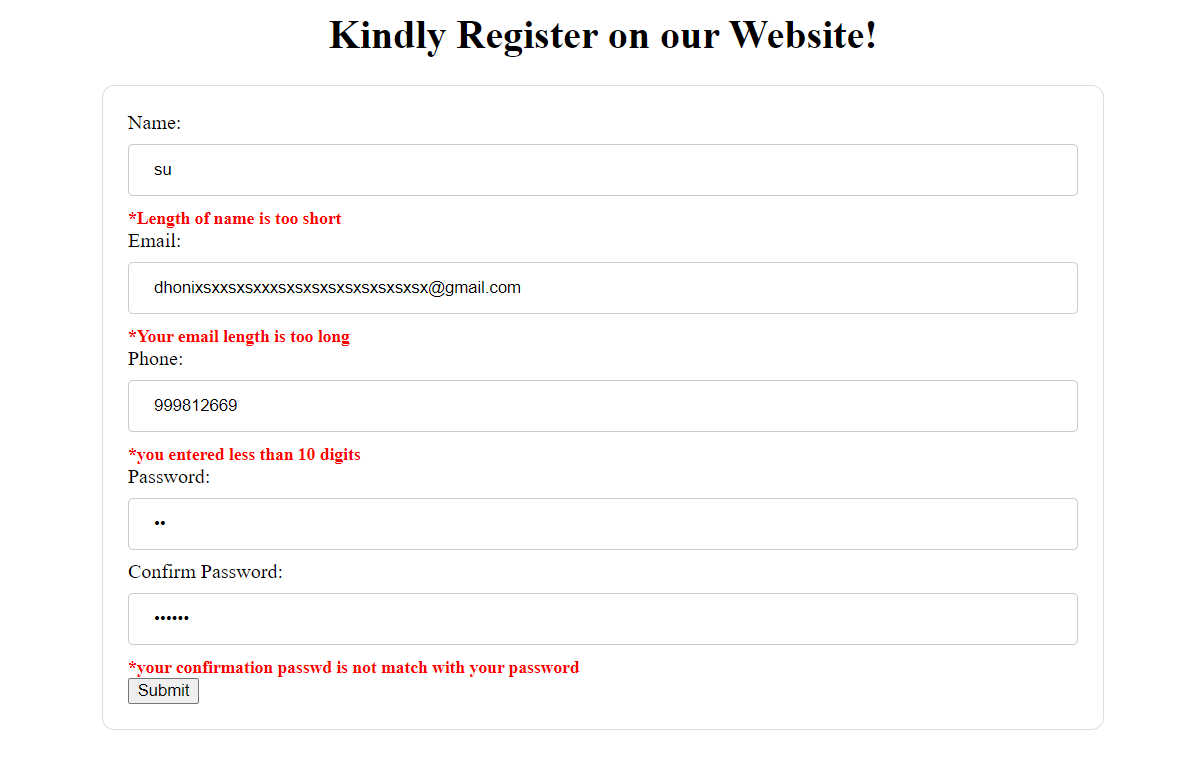 Kindly Register on our Website!
Name:
su
*Length of name is too short
Email:
dhonixsxxsxsxxxsxsxsxsxsxsxsxsxsx@gmail.com
*Your email length is too long
Phone:
999812669
*you entered less than 10 digits
Password:
••
Confirm Password:
••••••
*your confirmation passwd is not match with your password
Submit